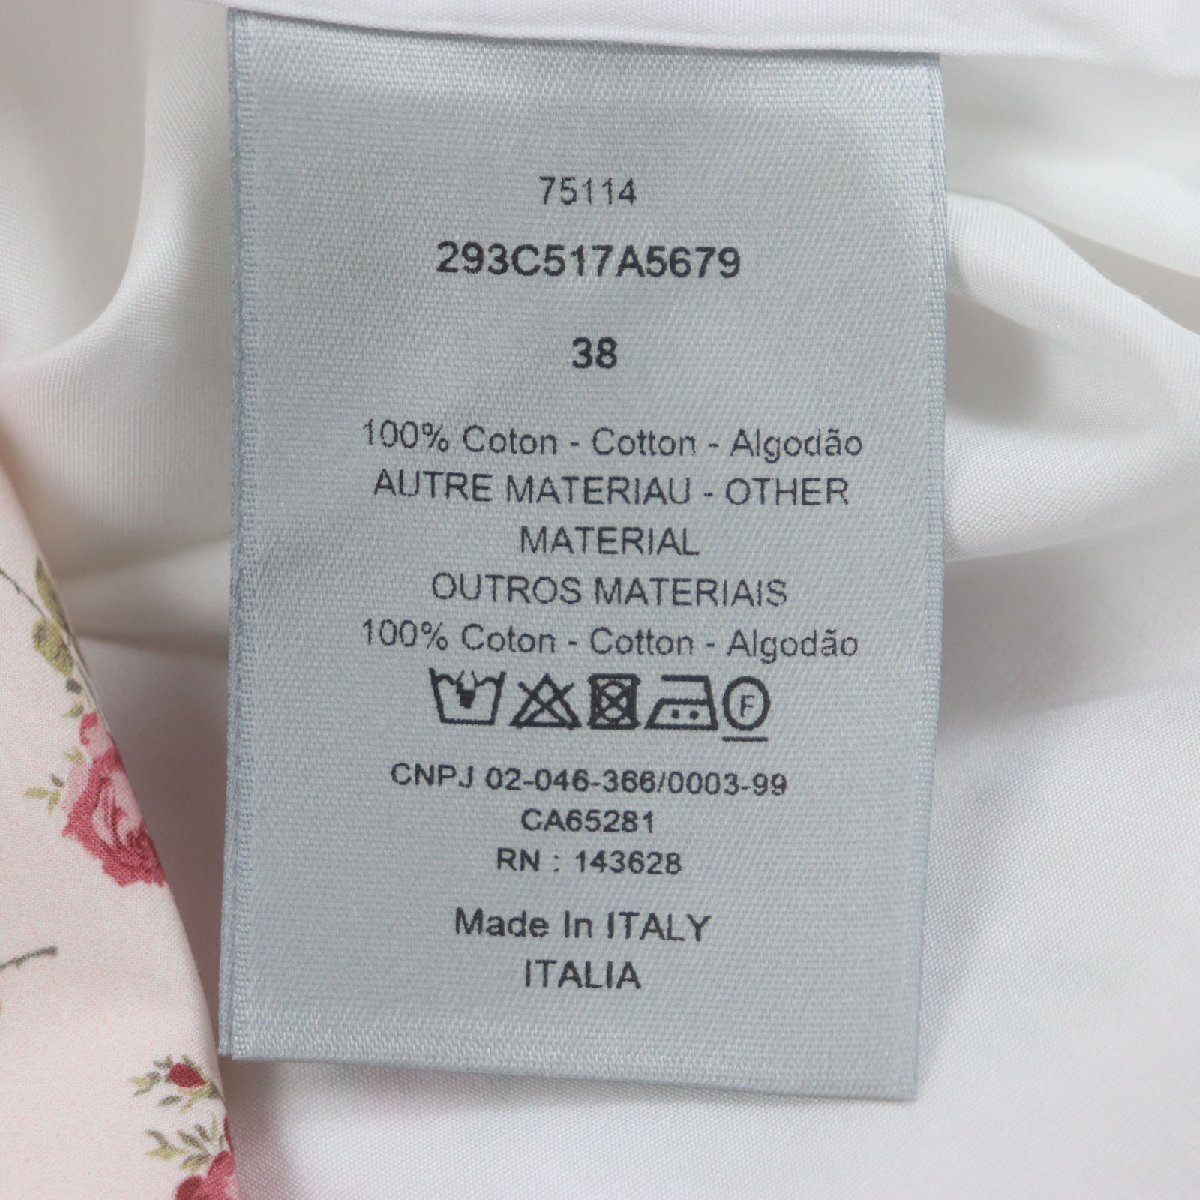 75114
293C517A5679
38
100% Coton - Cotton - Algodão
AUTRE MATERIAU - OTHER
MATERIAL
OUTROS MATERIAIS
100% Coton - Cotton - Algodão
F
CNPJ 02-046-366/0003-99
CA65281
RN : 143628
Made In ITALY
ITALIA